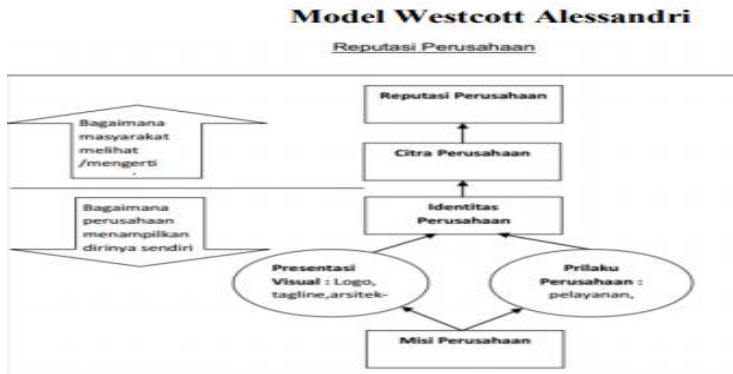 Model Westcott Alessandri
Reputasi Perusahaan
Reputasi Perusahaan
Bagaimana
masyarakat
melihat
/mengerti
Citra Perusahaan
Bagaimana
perusahaan
menampilkan
dirinya sendiri
Identitas
Perusahaan
Presentasi
Visual : Logo,
tagline,arsitek-
Prilaku
Perusahaan :
pelayanan,
Misi Perusahaan